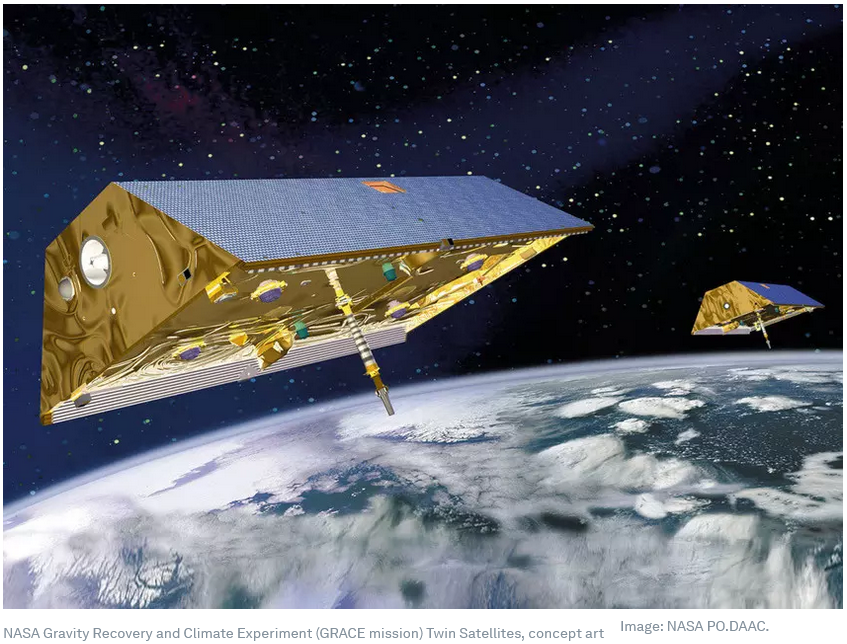 NASA Gravity Recovery and Climate Experiment (GRACE mission) Twin Satellites, concept art
Image: NASA PO.DAAC.